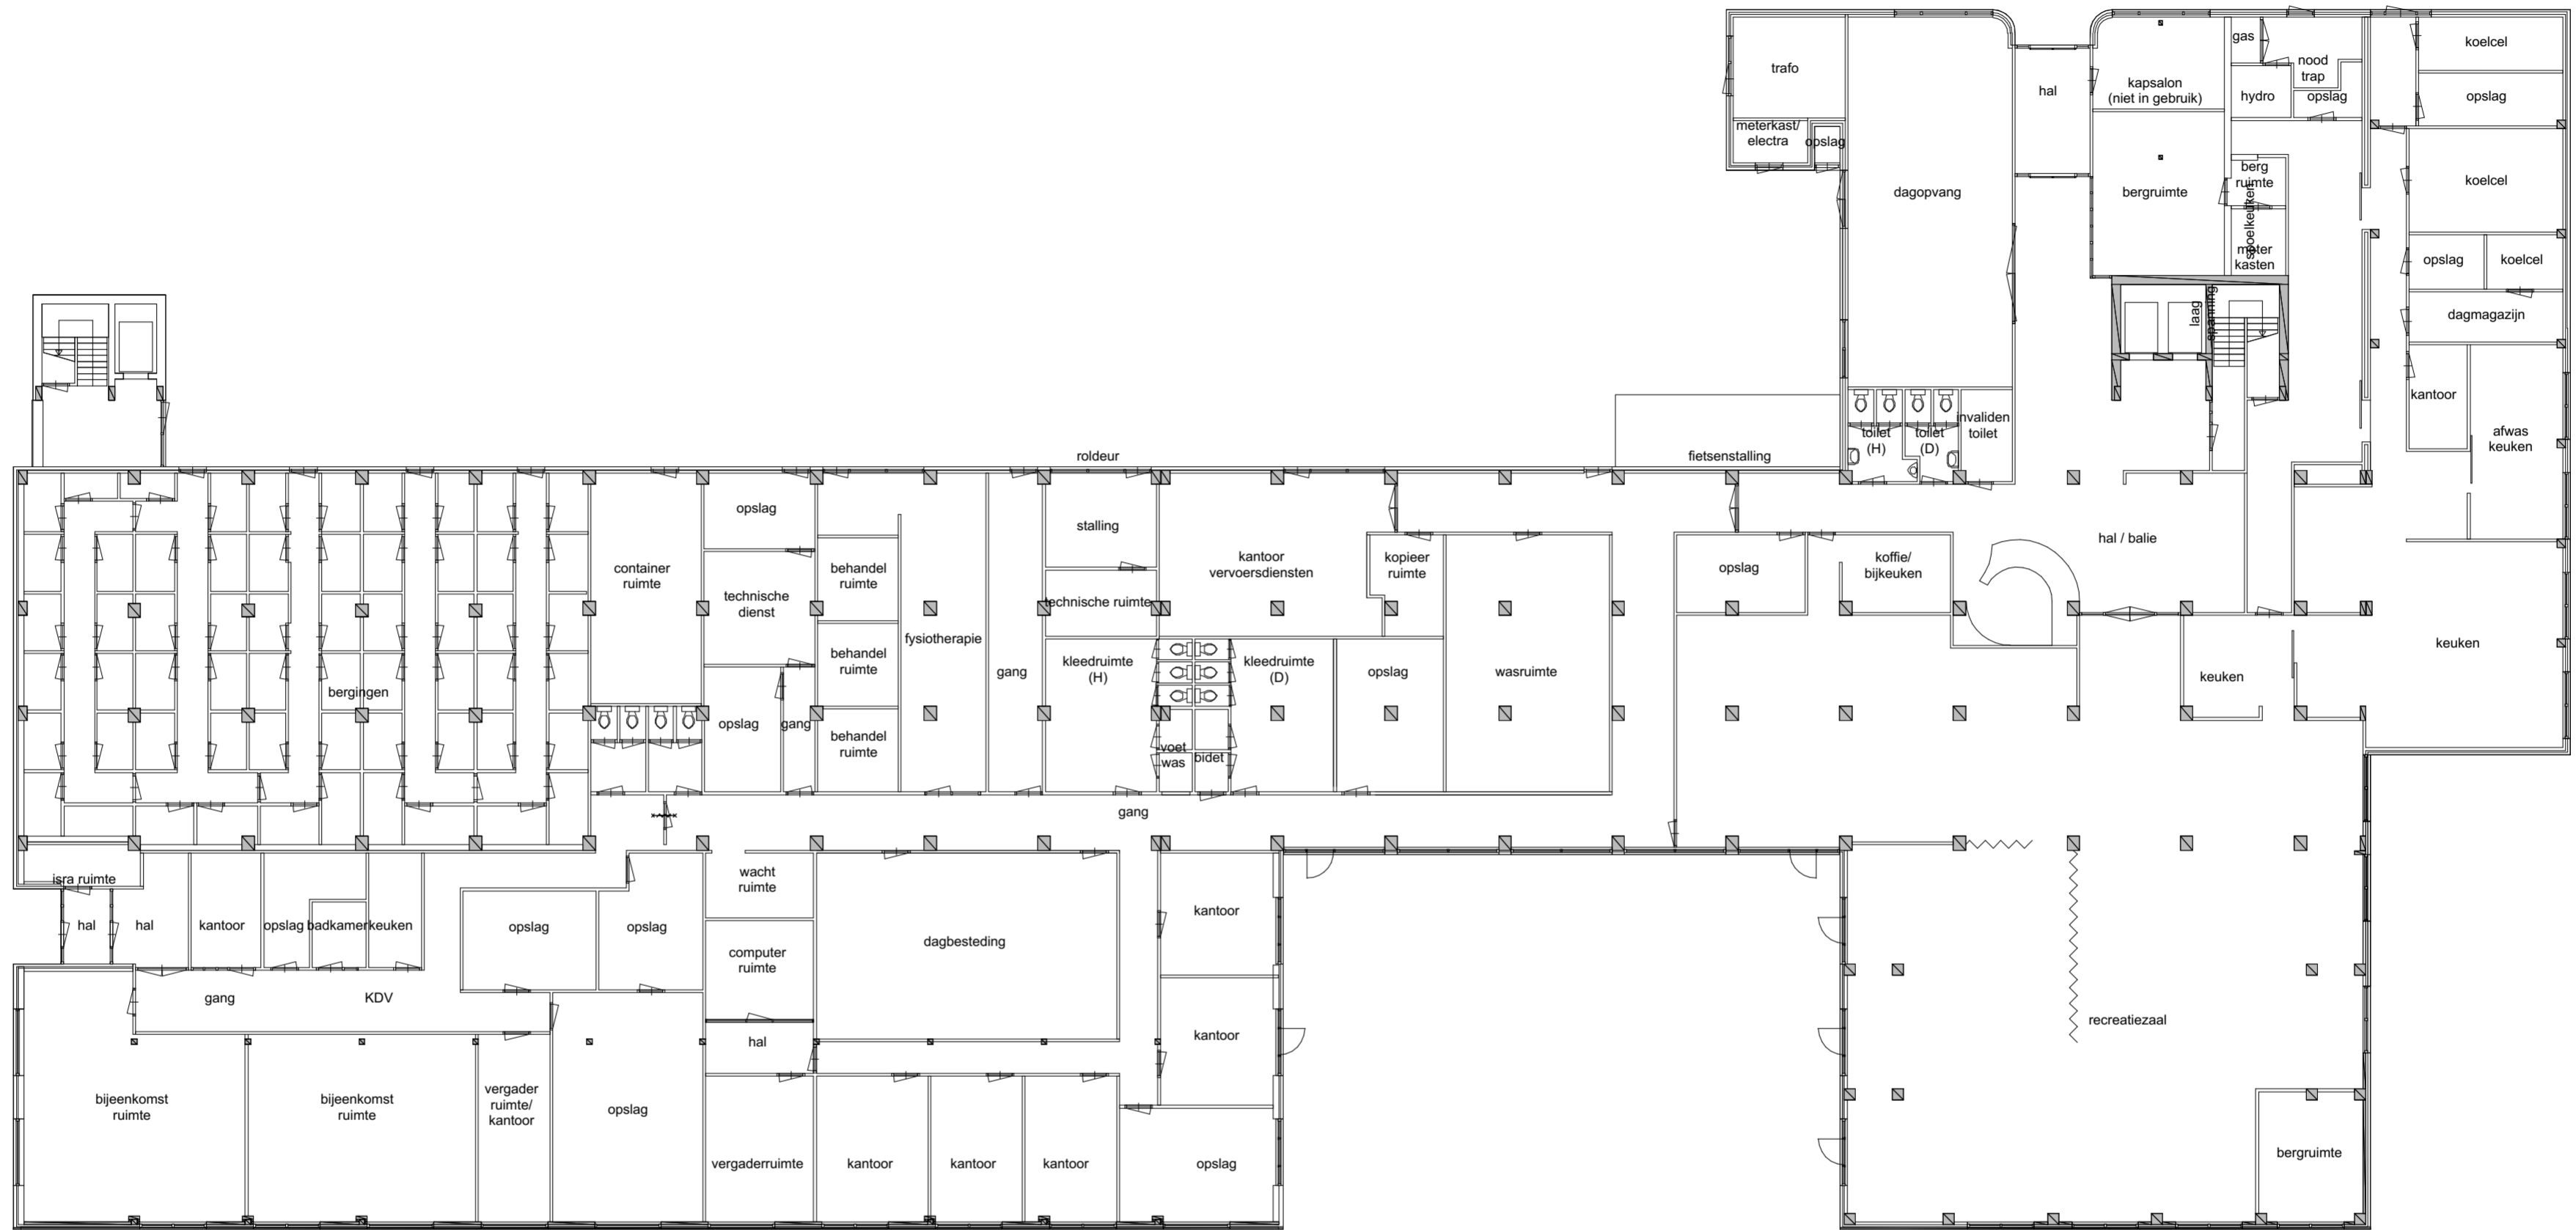 gas
koelcel
trafo
nood
trap
kapsalon
(niet in gebruik)
hal
hydro
opslag
opslag
meterkast/
electra
opslag
dagopvang
bergruimte
berg
ruimte
koelcel
spoelkeuken
meter
kasten
opslag
koelcel
laag
spanning
dagmagazijn
kantoor
invaliden
toilet
toilet
(H)
toilet
(D)
afwas
keuken
roldeur
fietsenstalling
opslag
stalling
hal / balie
container
ruimte
behandel
ruimte
kantoor
vervoersdiensten
kopieer
ruimte
opslag
koffie/
bijkeuken
technische
dienst
technische ruimte
fysiotherapie
keuken
behandel
ruimte
kleedruimte
(H)
kleedruimte
(D)
gang
opslag
wasruimte
keuken
bergingen
opslag
gang
behandel
ruimte
voet
was
bidet
gang
isra ruimte
wacht
ruimte
kantoor
hal
hal
kantoor
opslag
badkamer
keuken
opslag
opslag
dagbesteding
computer
ruimte
gang
KDV
recreatiezaal
hal
kantoor
bijeenkomst
ruimte
bijeenkomst
ruimte
vergader
ruimte/
kantoor
opslag
bergruimte
vergaderruimte
kantoor
kantoor
kantoor
opslag